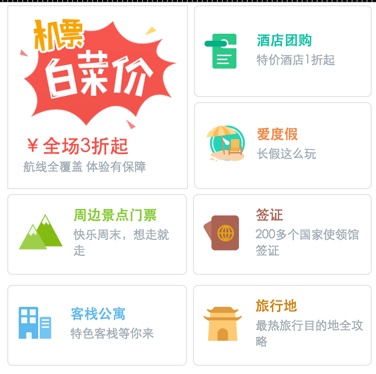 机票
白菜价
￥全场3折起
航线全覆盖 体验有保障
酒店团购
特价酒店1折起
爱度假
长假这么玩
周边景点门票
快乐周末，想走就
走
签证
200多个国家使领馆
签证
客栈公寓
特色客栈等你来
旅行地
最热旅行目的地全攻
略